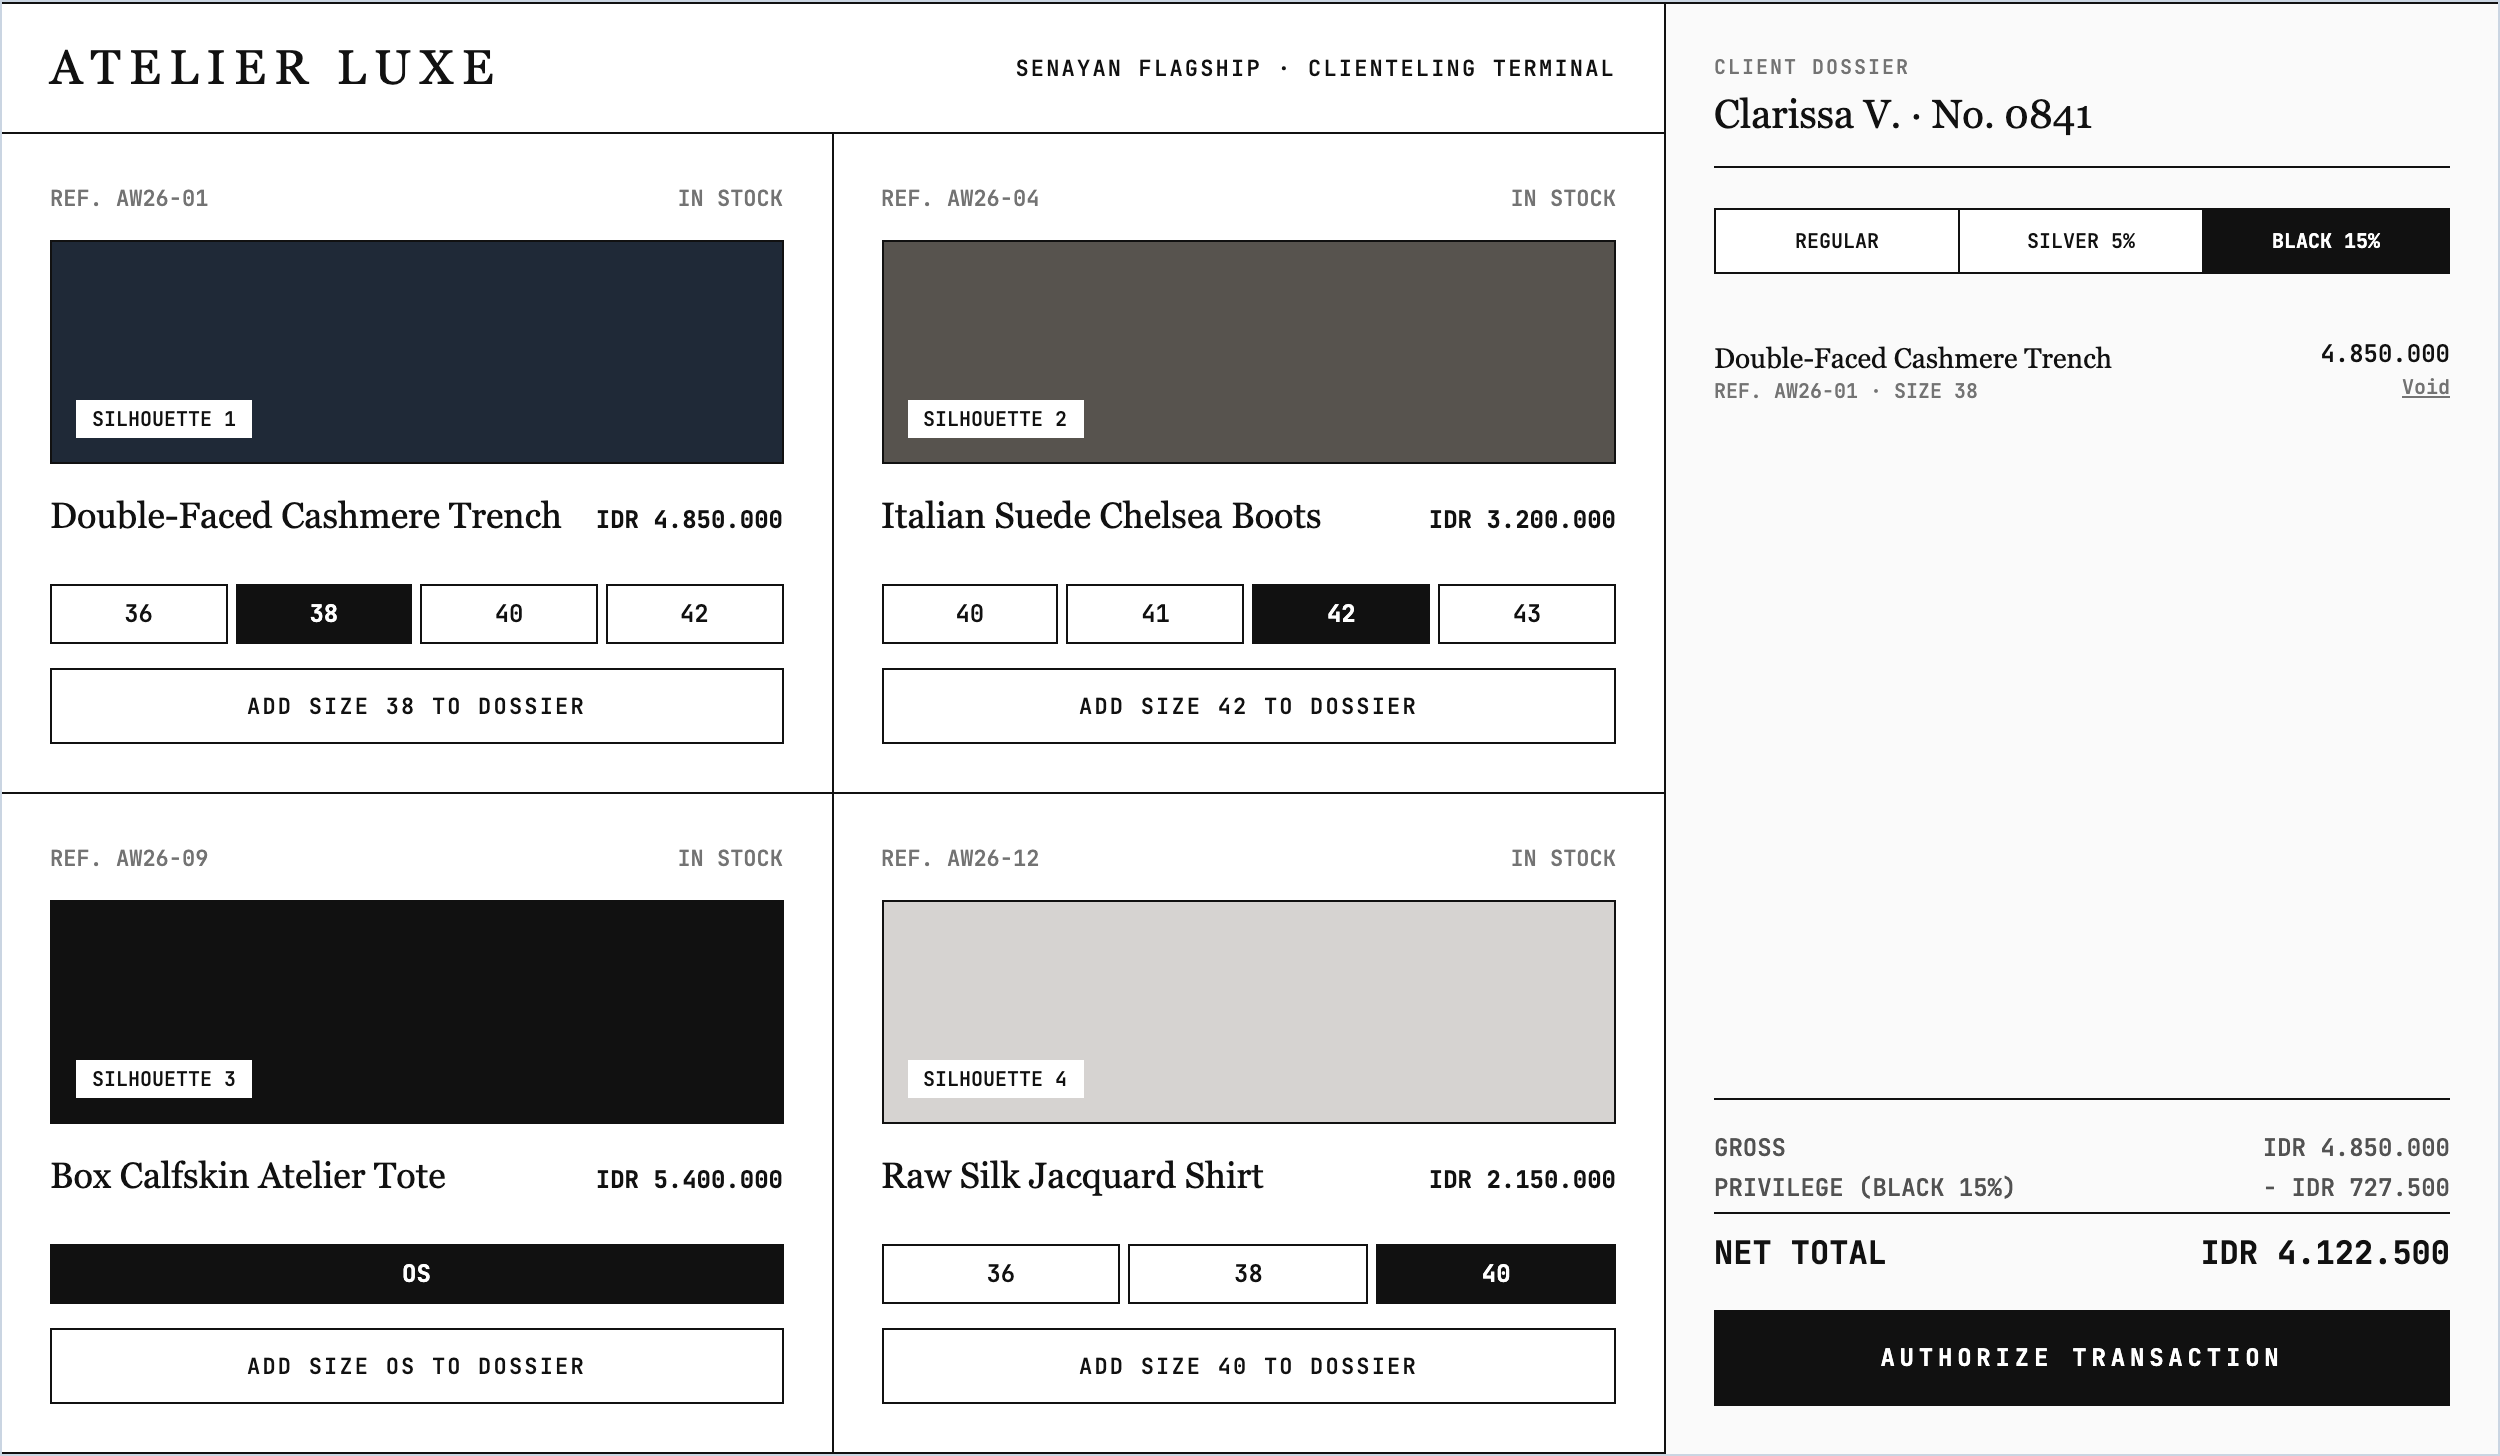 ATELIER LUXE
SENAYAN FLAGSHIP · CLIENTELING TERMINAL
REF. AW26-01 IN STOCK
SILHOUETTE 1
Double-Faced Cashmere Trench IDR 4.850.000
36 38 40 42
ADD SIZE 38 TO DOSSIER
REF. AW26-04 IN STOCK
SILHOUETTE 2
Italian Suede Chelsea Boots IDR 3.200.000
40 41 42 43
ADD SIZE 42 TO DOSSIER
REF. AW26-09 IN STOCK
SILHOUETTE 3
Box Calfskin Atelier Tote IDR 5.400.000
OS
ADD SIZE OS TO DOSSIER
REF. AW26-12 IN STOCK
SILHOUETTE 4
Raw Silk Jacquard Shirt IDR 2.150.000
36 38 40
ADD SIZE 40 TO DOSSIER
CLIENT DOSSIER
Clarissa V. · No. 0841
REGULAR SILVER 5% BLACK 15%
Double-Faced Cashmere Trench 4.850.000
REF. AW26-01 · SIZE 38 Void
GROSS IDR 4.850.000
PRIVILEGE (BLACK 15%) - IDR 727.500
NET TOTAL IDR 4.122.500
AUTHORIZE TRANSACTION